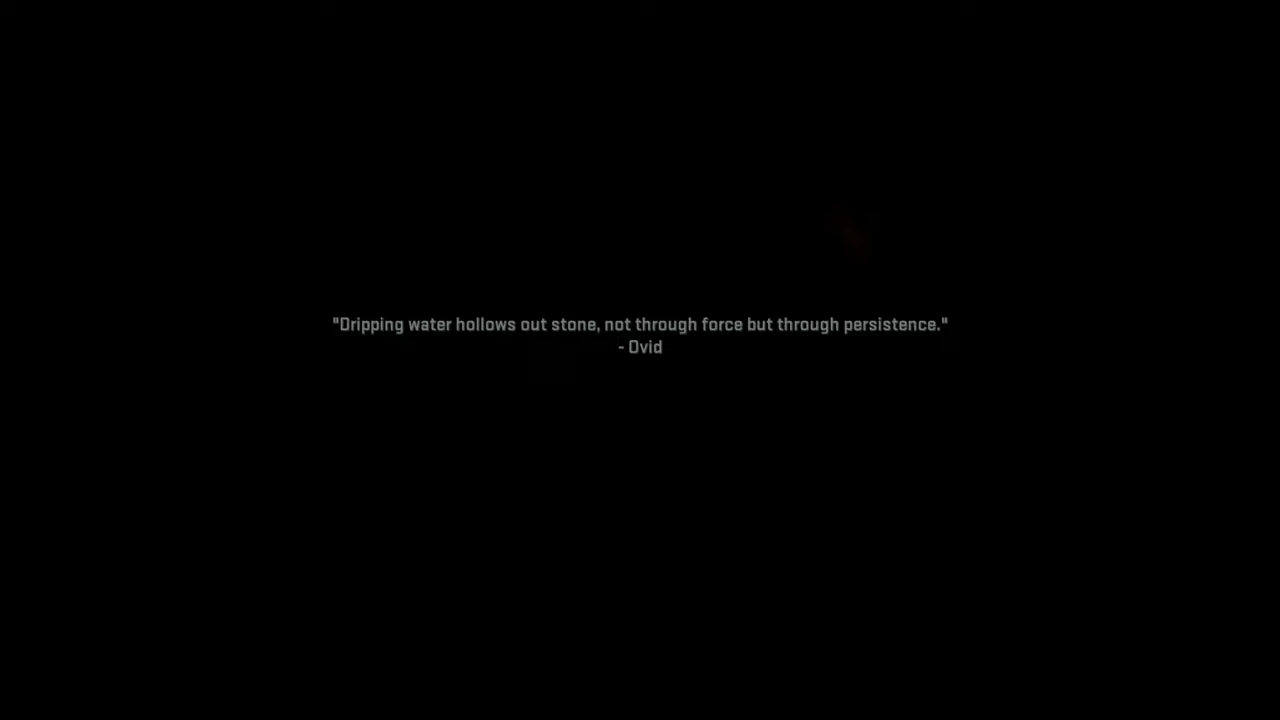 "Dripping water hollows out stone, not through force but through persistence."
- Ovid